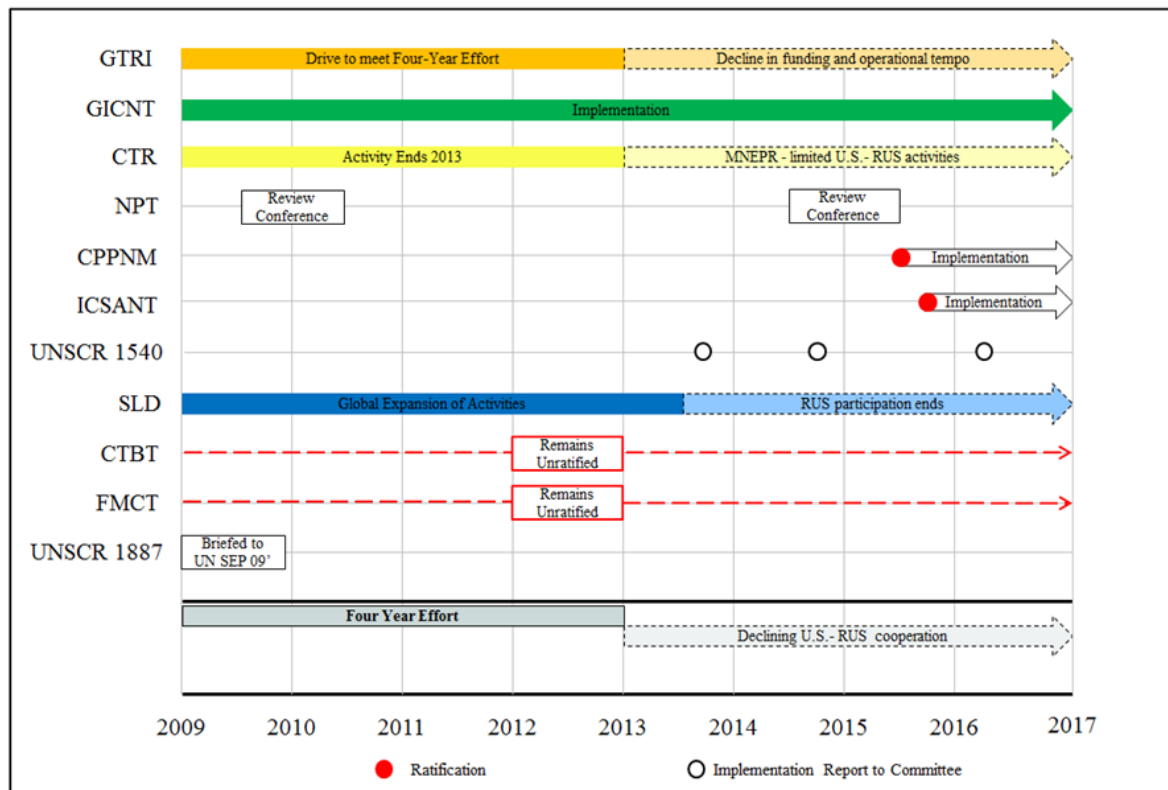 GTRI
Drive to meet Four-Year Effort
Decline in funding and operational tempo
GICNT
Implementation
CTR
Activity Ends 2013
MNEPR - limited U.S.- RUS activities
NPT
Review
Conference
Review
Conference
CPPNM
Implementation
ICSANT
Implementation
UNSCR 1540
SLD
Global Expansion of Activities
RUS participation ends
CTBT
Remains
Unratified
FMCT
Remains
Unratified
UNSCR 1887
Briefed to
UN SEP 09’
Four Year Effort
Declining U.S.- RUS cooperation
2009 2010 2011 2012 2013 2014 2015 2016 2017
Ratification
Implementation Report to Committee